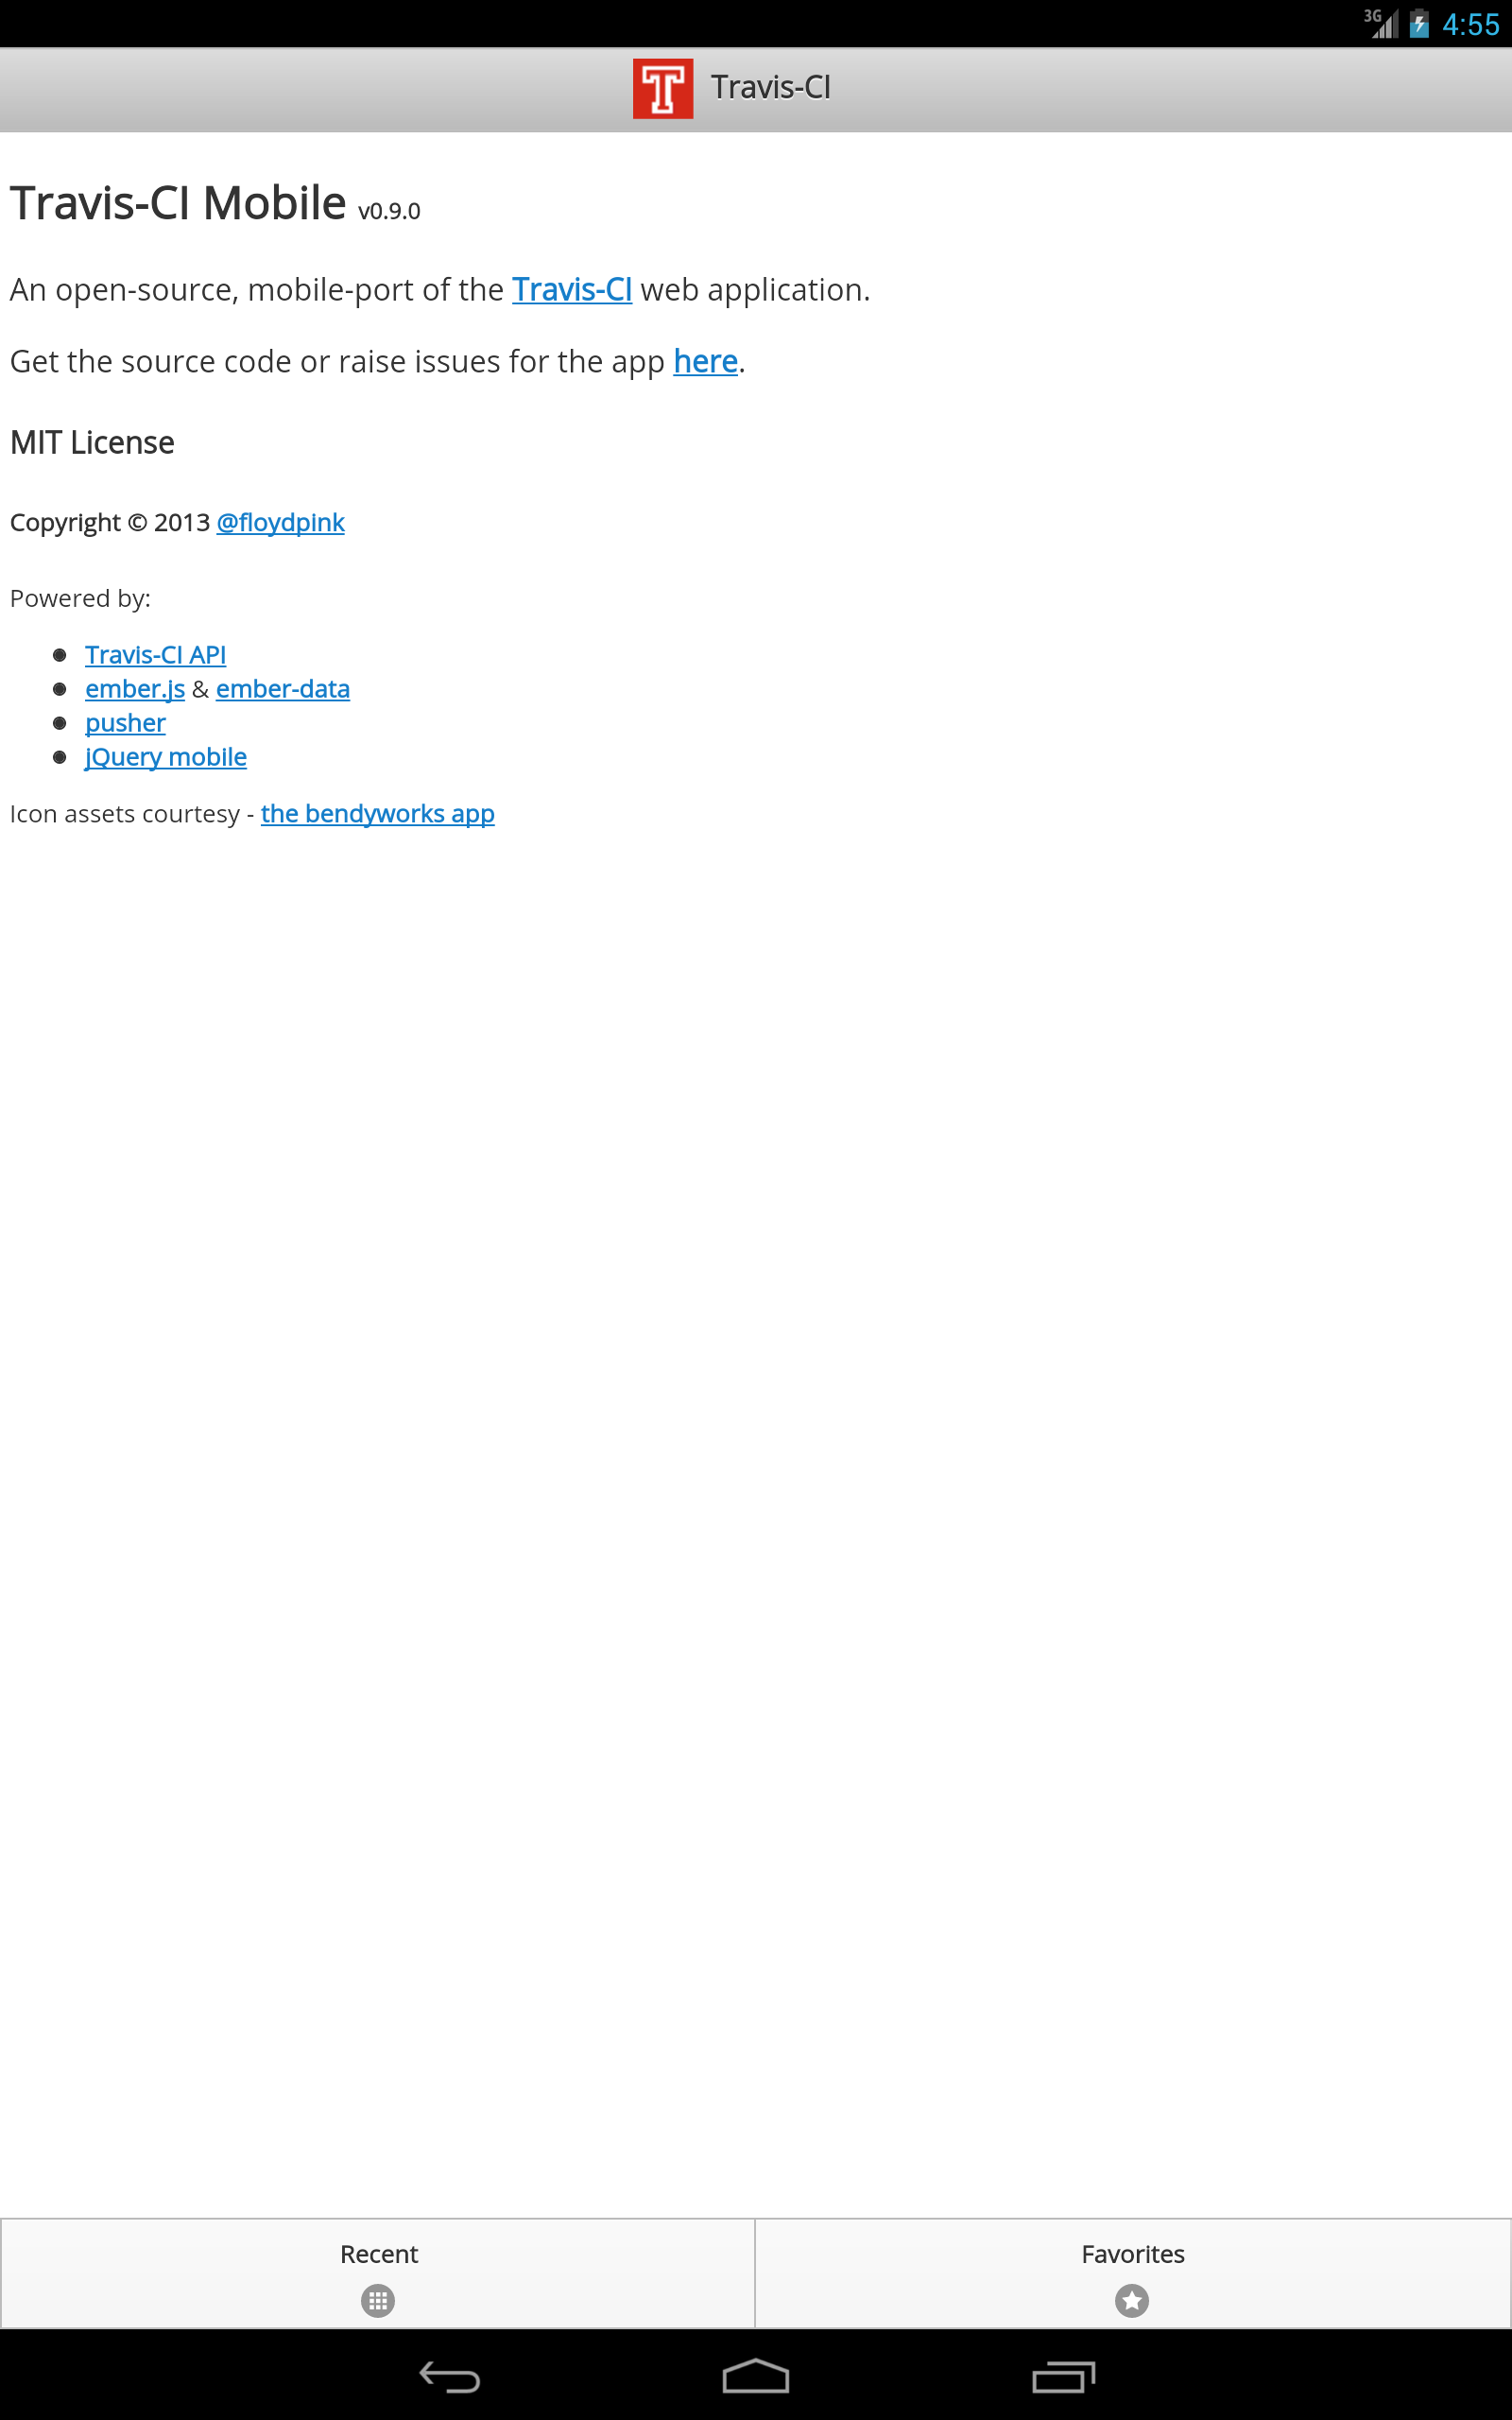 3G 4:55
T Travis-CI
Travis-CI Mobile v0.9.0
An open-source, mobile-port of the Travis-CI web application.
Get the source code or raise issues for the app here.
MIT License
Copyright © 2013 @floydpink
Powered by:
Travis-CI API
ember.js & ember-data
pusher
jQuery mobile
Icon assets courtesy - the bendyworks app
Recent Favorites